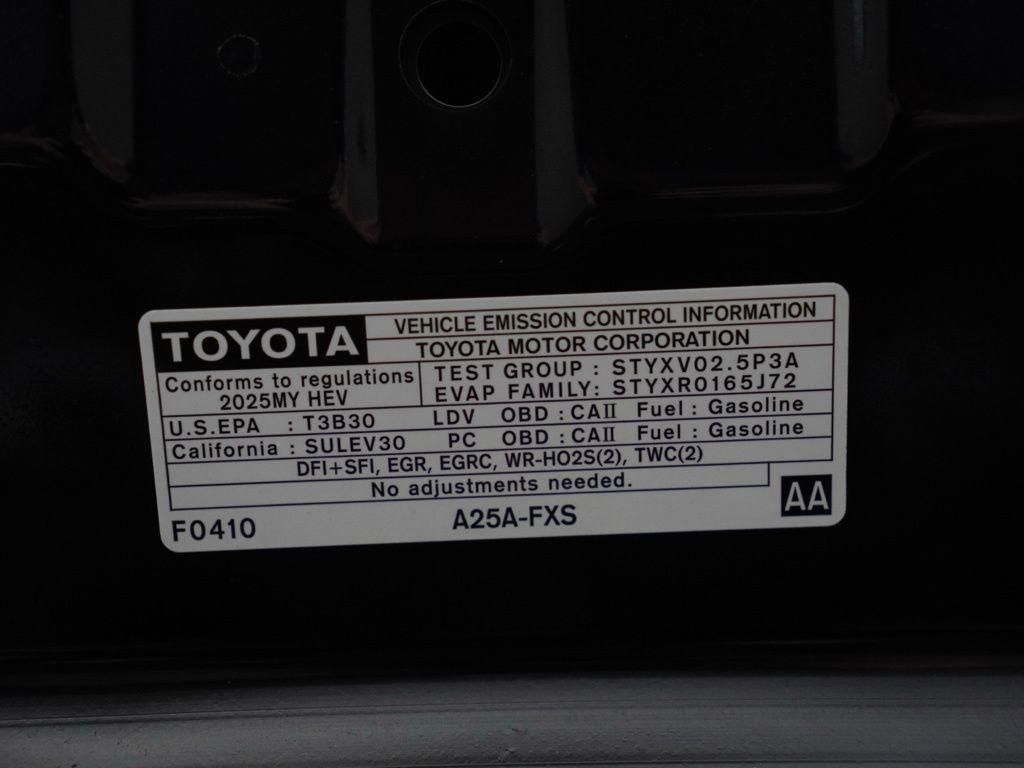 TOYOTA
VEHICLE EMISSION CONTROL INFORMATION
TOYOTA MOTOR CORPORATION
Conforms to regulations
2025MY HEV
TEST GROUP : STYXV02.5P3A
EVAP FAMILY: STYXR0165J72
U.S.EPA : T3B30 LDV OBD : CAII Fuel : Gasoline
California : SULEV30 PC OBD : CAII Fuel : Gasoline
DFI+SFI, EGR, EGRC, WR-HO2S(2), TWC(2)
No adjustments needed.
AA
F0410 A25A-FXS